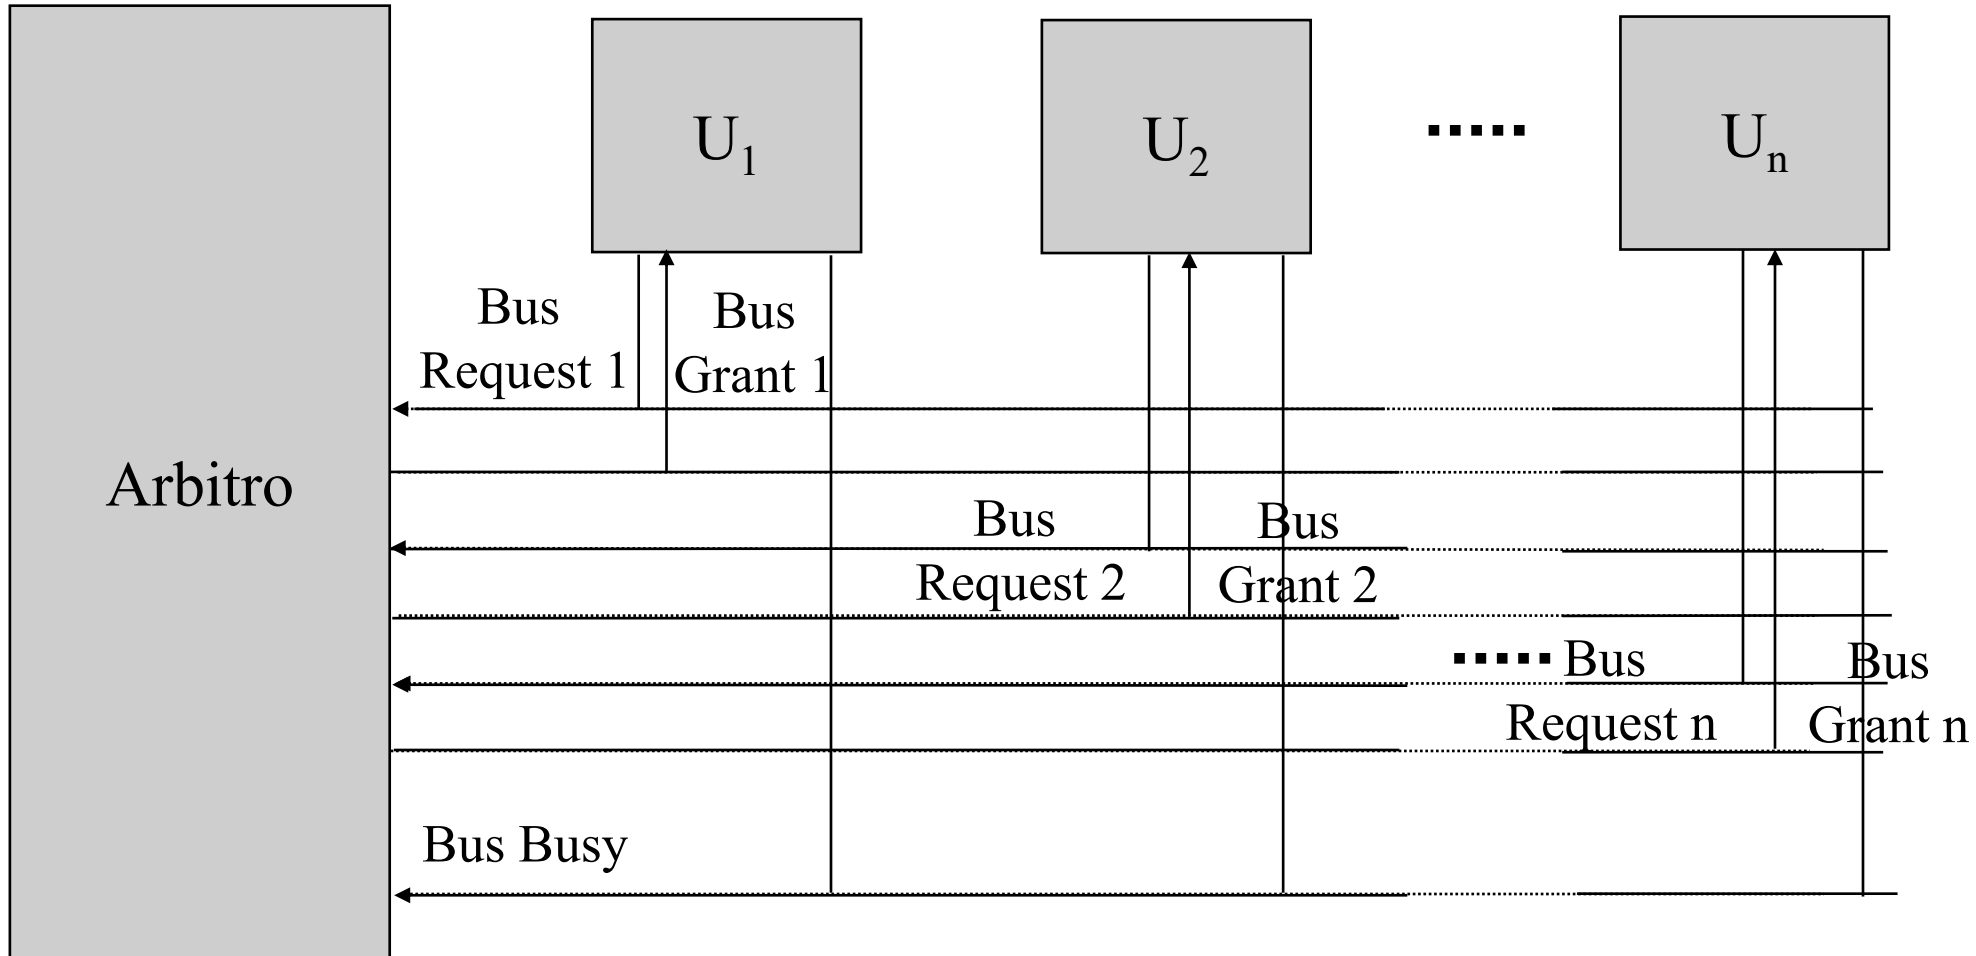 U1
U2
Un
Bus
Request 1
Bus
Grant 1
Arbitro
Bus
Request 2
Bus
Grant 2
Bus
Request n
Bus
Grant n
Bus Busy